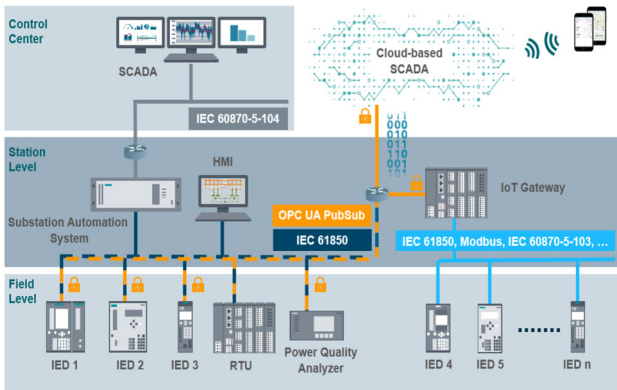 Control
Center
SCADA
Cloud-based
SCADA
IEC 60870-5-104
Station
Level
HMI
IoT Gateway
Substation Automation
System
OPC UA PubSub
IEC 61850
IEC 61850, Modbus, IEC 60870-5-103, ...
Field
Level
IED 1
IED 2
IED 3
RTU
Power Quality
Analyzer
IED 4
IED 5
IED n